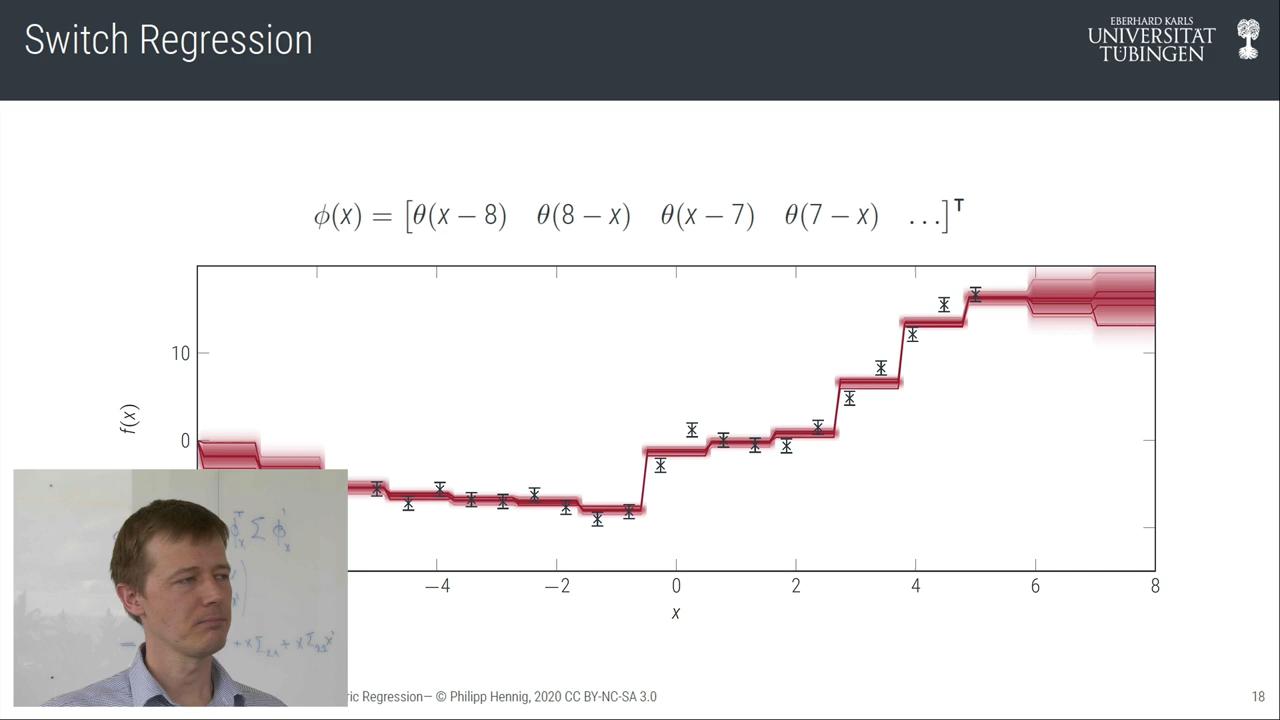 Switch Regression
EBERHARD KARLS
UNIVERSITÄT
TÜBINGEN
ϕ(x) = [θ(x − 8) θ(8 − x) θ(x − 7) θ(7 − x) ...]ᵀ
10
0
f(x)
−4 −2 0 2 4 6 8
x
ric Regression— © Philipp Hennig, 2020 CC BY-NC-SA 3.0
18